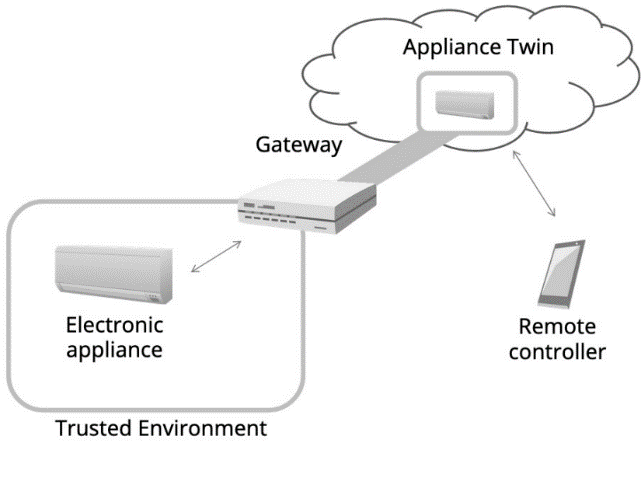 Appliance Twin
Gateway
Electronic
appliance
Remote
controller
Trusted Environment